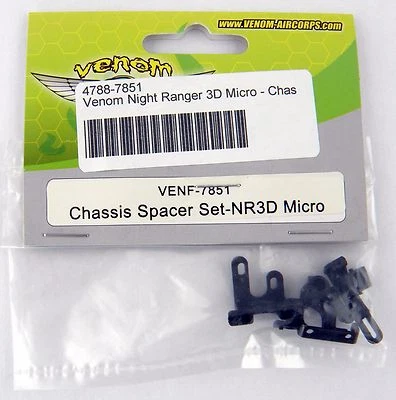 WWW.VENOM-AIRCORPS.COM
venom
4788-7851
Venom Night Ranger 3D Micro - Chas
VENF-7851
Chassis Spacer Set-NR3D Micro